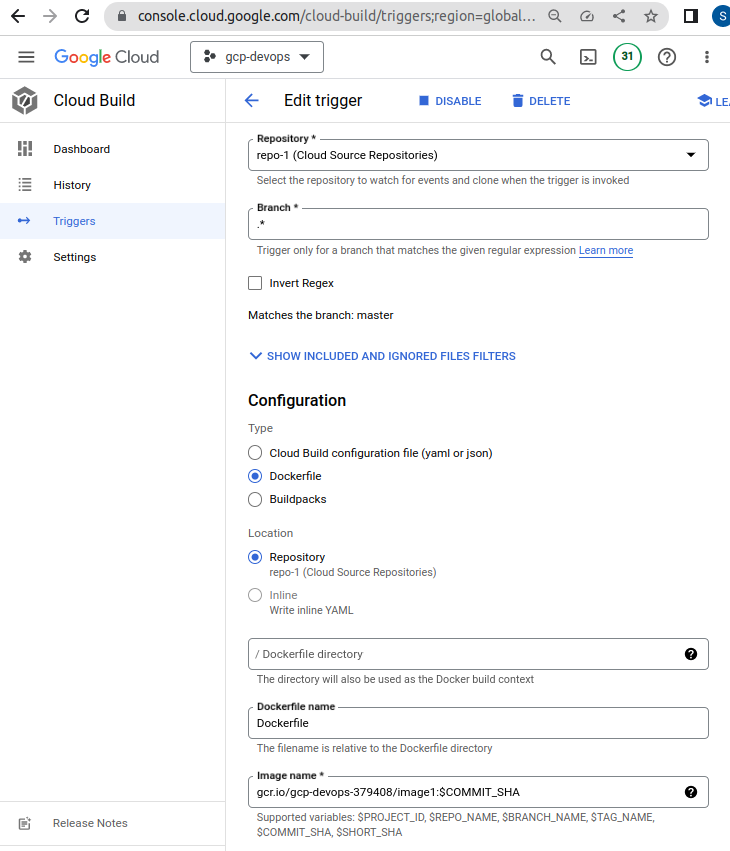 console.cloud.google.com/cloud-build/triggers;region=global...
S
Google Cloud
gcp-devops
31
Cloud Build
Edit trigger
DISABLE
DELETE
LEA
Dashboard
History
Triggers
Settings
Repository *
repo-1 (Cloud Source Repositories)
Select the repository to watch for events and clone when the trigger is invoked
Branch *
.*
Trigger only for a branch that matches the given regular expression Learn more
Invert Regex
Matches the branch: master
SHOW INCLUDED AND IGNORED FILES FILTERS
Configuration
Type
Cloud Build configuration file (yaml or json)
Dockerfile
Buildpacks
Location
Repository
repo-1 (Cloud Source Repositories)
Inline
Write inline YAML
/ Dockerfile directory
The directory will also be used as the Docker build context
Dockerfile name
Dockerfile
The filename is relative to the Dockerfile directory
Image name *
gcr.io/gcp-devops-379408/image1:$COMMIT_SHA
Supported variables: $PROJECT_ID, $REPO_NAME, $BRANCH_NAME, $TAG_NAME,
$COMMIT_SHA, $SHORT_SHA
Release Notes